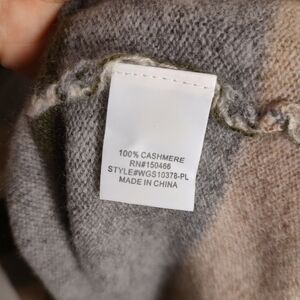 100% CASHMERE
RN#150466
STYLE#WGS10378-PL
MADE IN CHINA